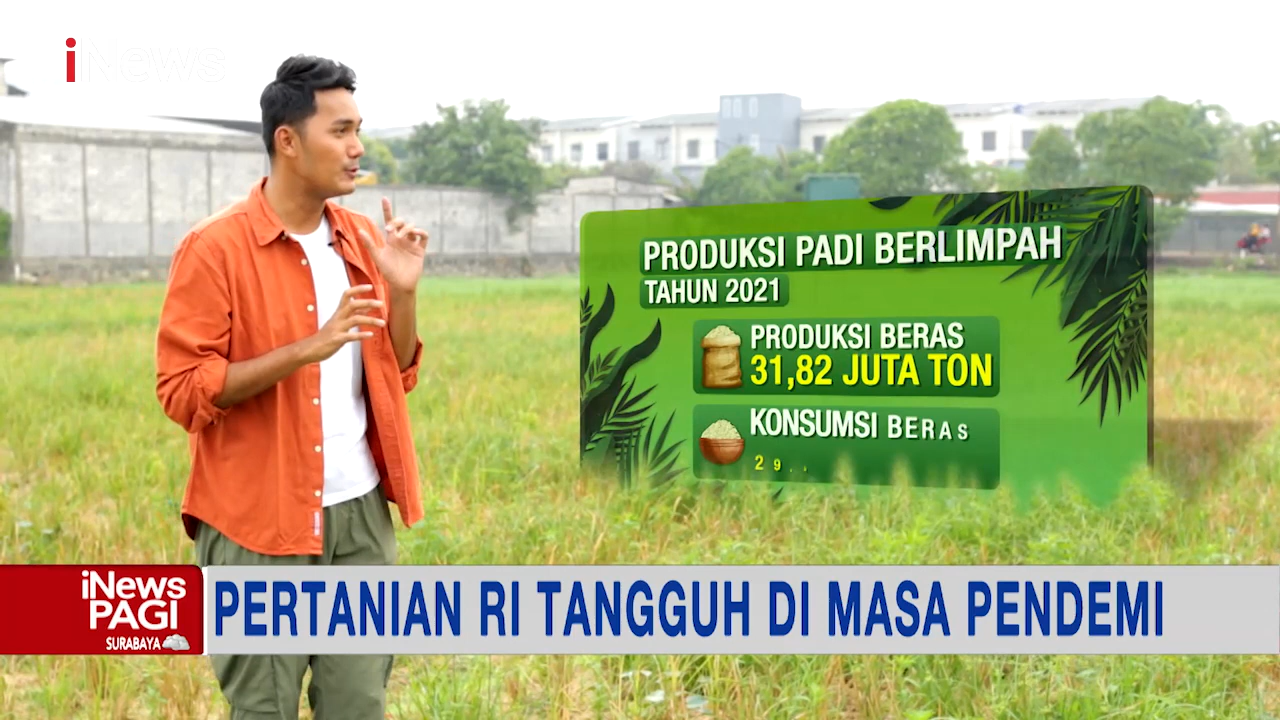 iNews
PRODUKSI PADI BERLIMPAH
TAHUN 2021
PRODUKSI BERAS
31,82 JUTA TON
KONSUMSI BERAS
29..
iNews
PAGI
SURABAYA
PERTANIAN RI TANGGUH DI MASA PENDEMI